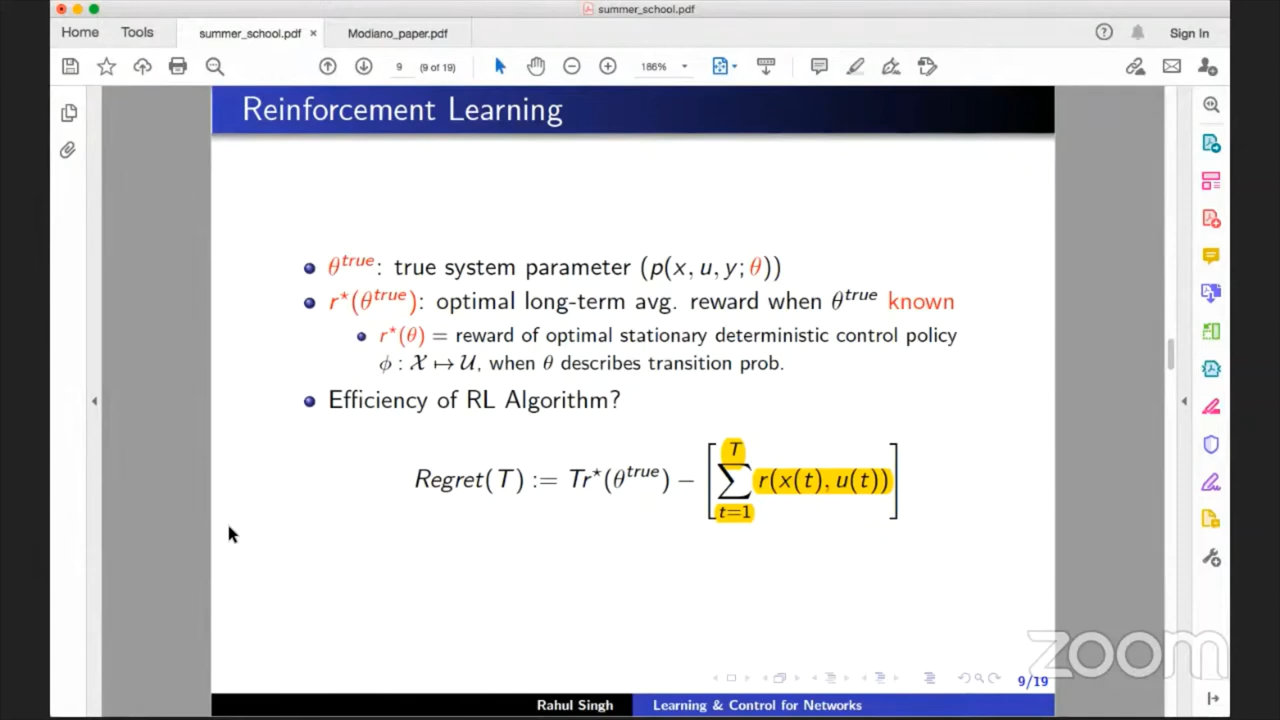 summer_school.pdf
Home Tools summer_school.pdf × Modiano_paper.pdf Sign In
9 (9 of 19) 186%
Reinforcement Learning
θ^true: true system parameter (p(x, u, y; θ))
r*(θ^true): optimal long-term avg. reward when θ^true known
r*(θ) = reward of optimal stationary deterministic control policy
ϕ : 𝒳 ↦ 𝒰, when θ describes transition prob.
Efficiency of RL Algorithm?
Regret(T) := Tr*(θ^true) − [∑_{t=1}^{T} r(x(t), u(t))]
zoom
9/19
Rahul Singh Learning & Control for Networks